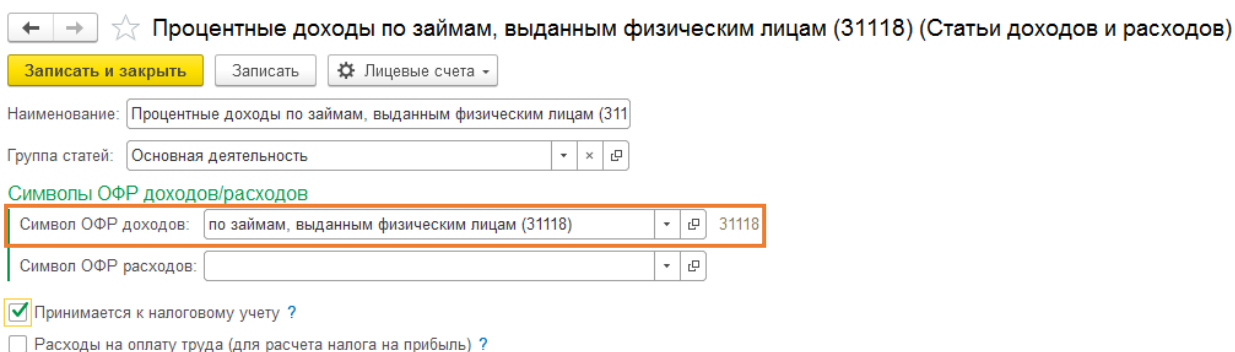 Процентные доходы по займам, выданным физическим лицам (31118) (Статьи доходов и расходов)
Записать и закрыть Записать Лицевые счета
Наименование: Процентные доходы по займам, выданным физическим лицам (311
Группа статей: Основная деятельность
Символы ОФР доходов/расходов
Символ ОФР доходов: по займам, выданным физическим лицам (31118) 31118
Символ ОФР расходов:
Принимается к налоговому учету ?
Расходы на оплату труда (для расчета налога на прибыль) ?